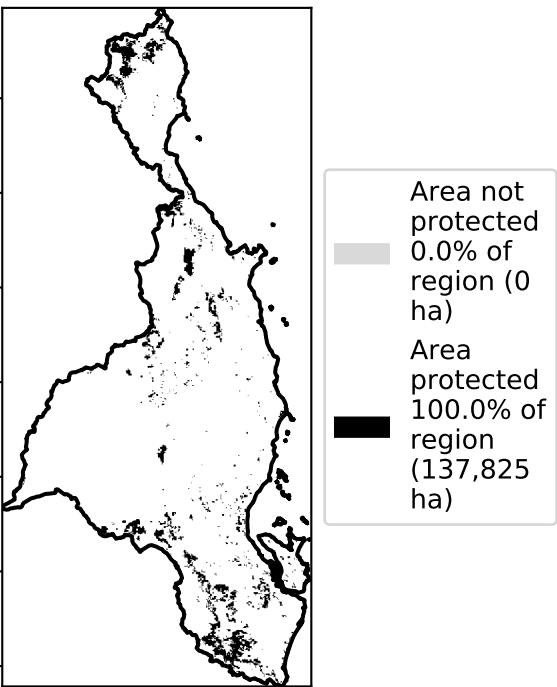 Area not
protected
0.0% of
region (0
ha)
Area
protected
100.0% of
region
(137,825
ha)